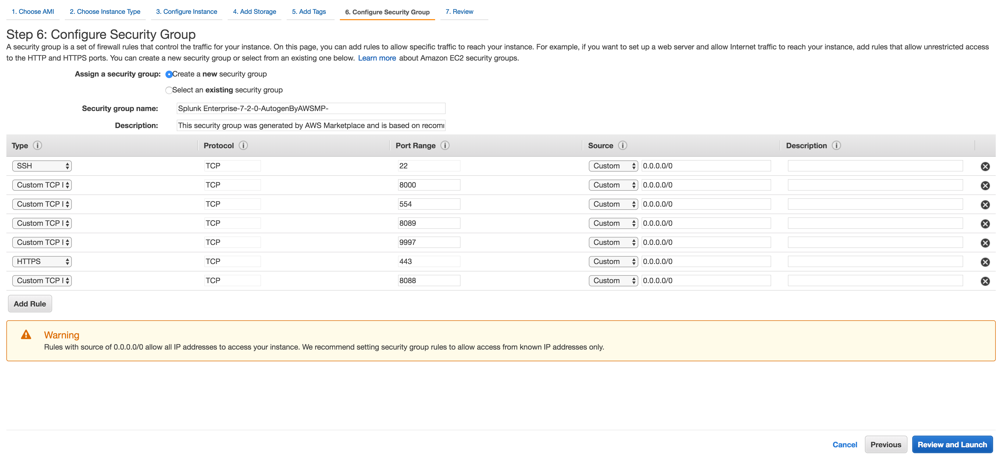 1. Choose AMI 2. Choose Instance Type 3. Configure Instance 4. Add Storage 5. Add Tags 6. Configure Security Group 7. Review
Step 6: Configure Security Group
A security group is a set of firewall rules that control the traffic for your instance. On this page, you can add rules to allow specific traffic to reach your instance. For example, if you want to set up a web server and allow Internet traffic to reach your instance, add rules that allow unrestricted access
to the HTTP and HTTPS ports. You can create a new security group or select from an existing one below. Learn more about Amazon EC2 security groups.
Assign a security group: Create a new security group
Select an existing security group
Security group name: Splunk Enterprise-7-2-0-AutogenByAWSMP-
Description: This security group was generated by AWS Marketplace and is based on recom
Type Protocol Port Range Source Description
SSH TCP 22 Custom 0.0.0.0/0
Custom TCP TCP 8000 Custom 0.0.0.0/0
Custom TCP TCP 554 Custom 0.0.0.0/0
Custom TCP TCP 8089 Custom 0.0.0.0/0
Custom TCP TCP 9997 Custom 0.0.0.0/0
HTTPS TCP 443 Custom 0.0.0.0/0
Custom TCP TCP 8088 Custom 0.0.0.0/0
Add Rule
Warning
Rules with source of 0.0.0.0/0 allow all IP addresses to access your instance. We recommend setting security group rules to allow access from known IP addresses only.
Cancel Previous Review and Launch